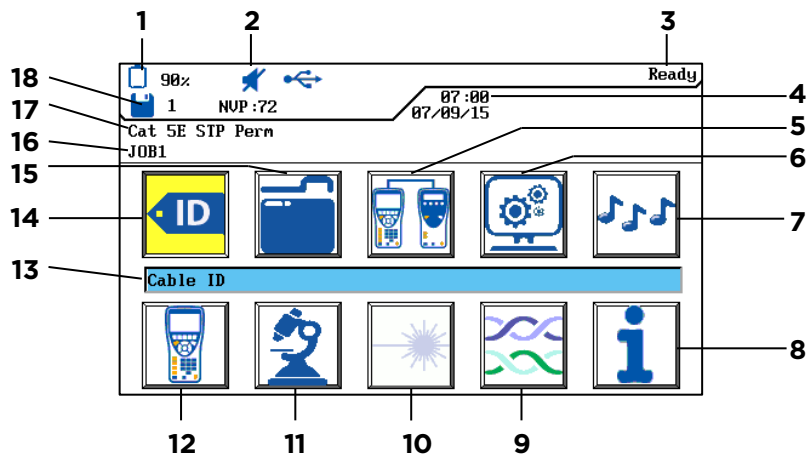 1 2 3
90% Ready
18 1 NVP:72 07:00 4
07/09/15
17 Cat 5E STP Perm 5
16 JOB1 6
15
14 ID 7
13 Cable ID
8
12 11 10 9